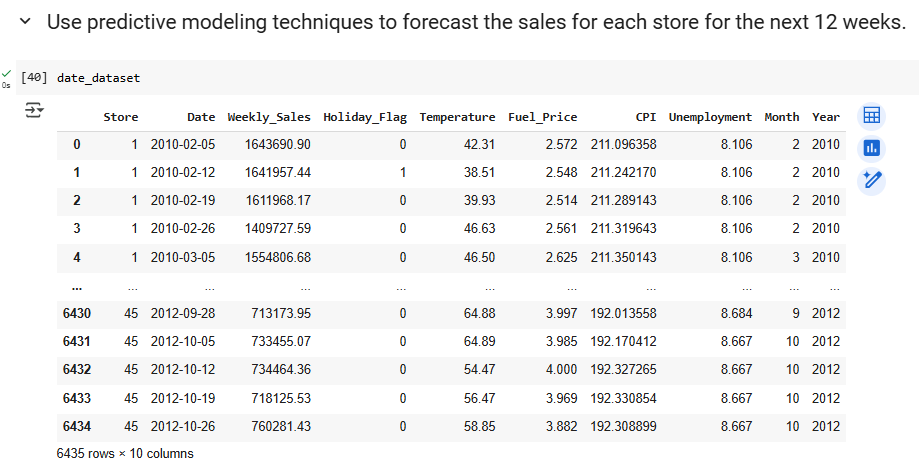 Use predictive modeling techniques to forecast the sales for each store for the next 12 weeks.
[40] date_dataset
0s
Store Date Weekly_Sales Holiday_Flag Temperature Fuel_Price CPI Unemployment Month Year
0 1 2010-02-05 1643690.90 0 42.31 2.572 211.096358 8.106 2 2010
1 1 2010-02-12 1641957.44 1 38.51 2.548 211.242170 8.106 2 2010
2 1 2010-02-19 1611968.17 0 39.93 2.514 211.289143 8.106 2 2010
3 1 2010-02-26 1409727.59 0 46.63 2.561 211.319643 8.106 2 2010
4 1 2010-03-05 1554806.68 0 46.50 2.625 211.350143 8.106 3 2010
... ... ... ... ... ... ... ... ... ... ...
6430 45 2012-09-28 713173.95 0 64.88 3.997 192.013558 8.684 9 2012
6431 45 2012-10-05 733455.07 0 64.89 3.985 192.170412 8.667 10 2012
6432 45 2012-10-12 734464.36 0 54.47 4.000 192.327265 8.667 10 2012
6433 45 2012-10-19 718125.53 0 56.47 3.969 192.330854 8.667 10 2012
6434 45 2012-10-26 760281.43 0 58.85 3.882 192.308899 8.667 10 2012
6435 rows × 10 columns